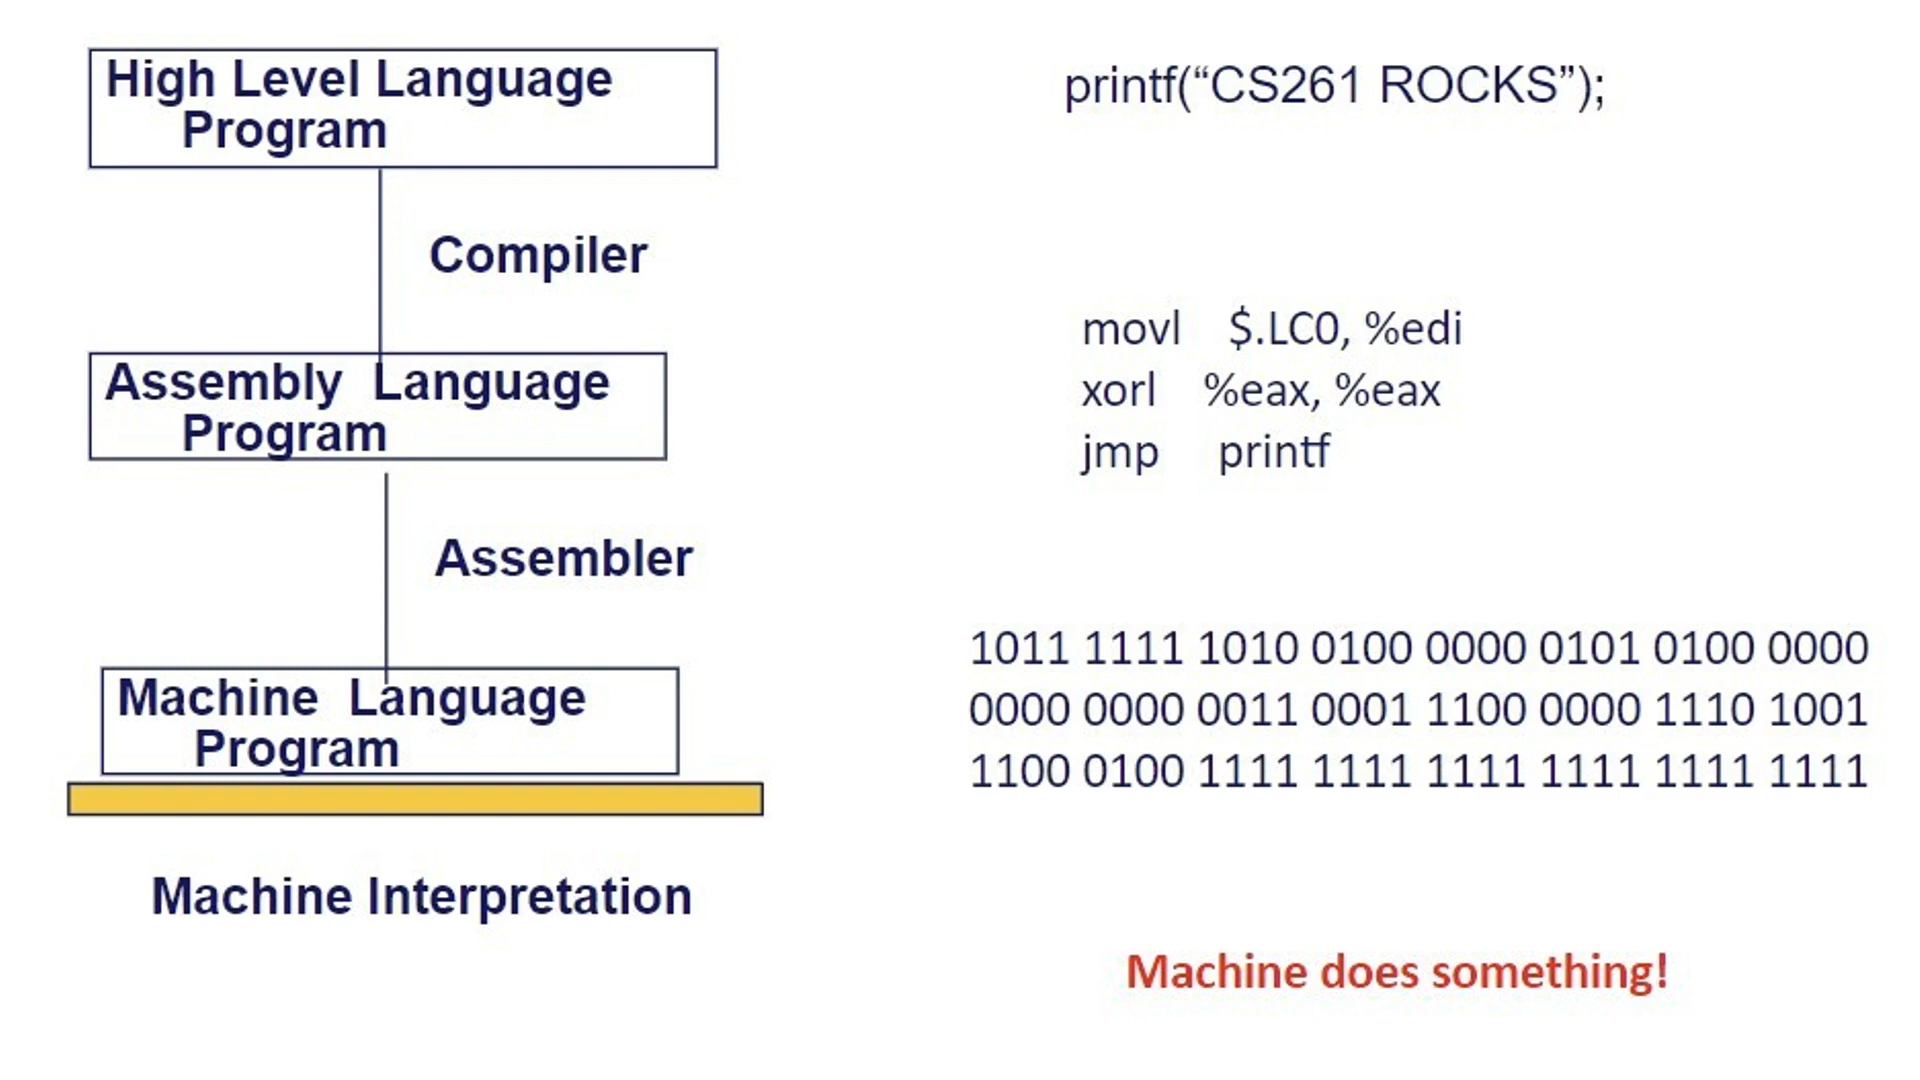 High Level Language
Program
printf(“CS261 ROCKS”);
Compiler
movl $.LC0, %edi
xorl %eax, %eax
jmp printf
Assembly Language
Program
Assembler
1011 1111 1010 0100 0000 0101 0100 0000
0000 0000 0011 0001 1100 0000 1110 1001
1100 0100 1111 1111 1111 1111 1111 1111
Machine Language
Program
Machine Interpretation
Machine does something!